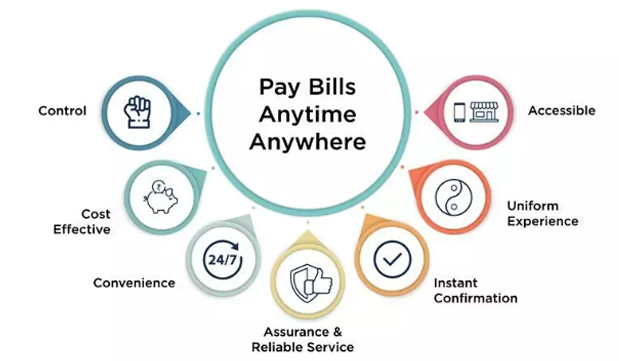 Pay Bills
Anytime
Anywhere
Control
Cost
Effective
Convenience
24/7
Assurance &
Reliable Service
Instant
Confirmation
Uniform
Experience
Accessible
₹